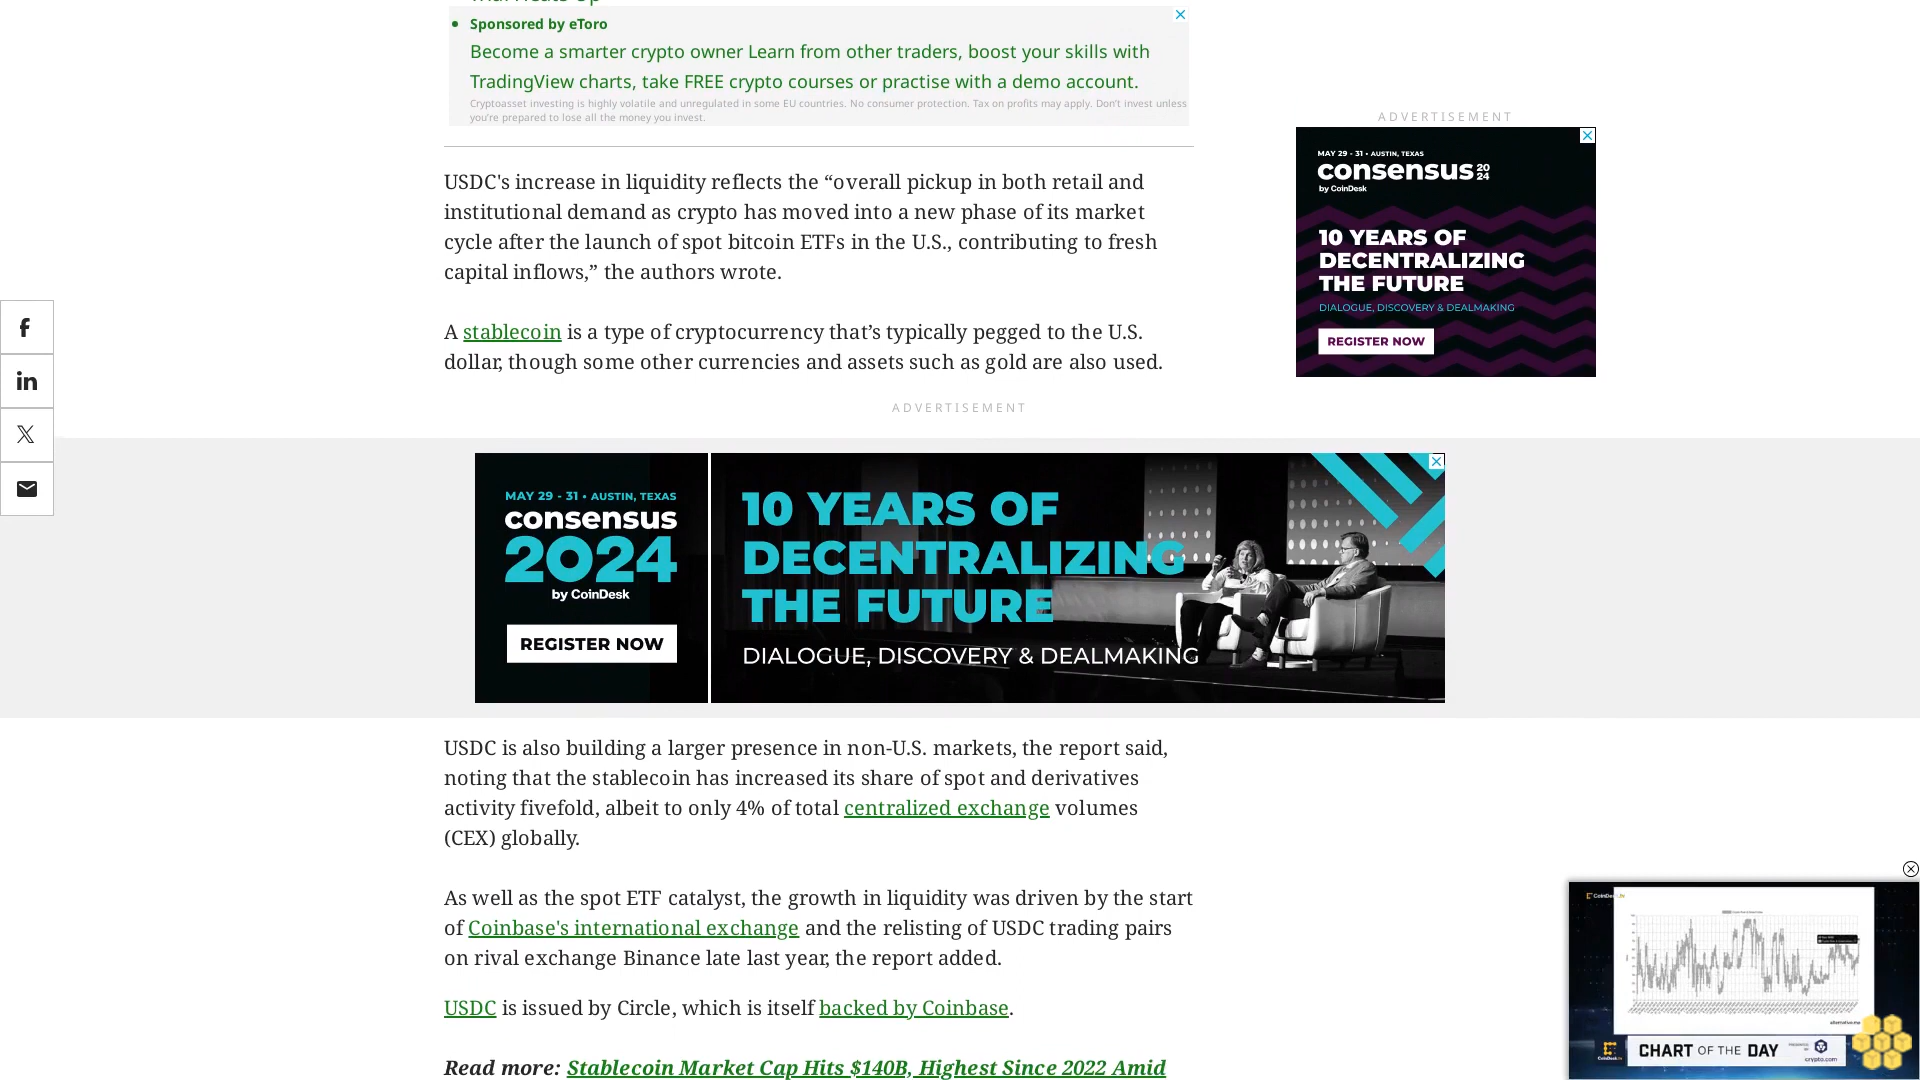 Sponsored by eToro
Become a smarter crypto owner Learn from other traders, boost your skills with
TradingView charts, take FREE crypto courses or practise with a demo account.
Cryptoasset investing is highly volatile and unregulated in some EU countries. No consumer protection. Tax on profits may apply. Don't invest unless
you're prepared to lose all the money you invest.
ADVERTISEMENT
MAY 29 - 31 • AUSTIN, TEXAS
consensus 2024
by CoinDesk
10 YEARS OF
DECENTRALIZING
THE FUTURE
DIALOGUE, DISCOVERY & DEALMAKING
REGISTER NOW
USDC's increase in liquidity reflects the “overall pickup in both retail and
institutional demand as crypto has moved into a new phase of its market
cycle after the launch of spot bitcoin ETFs in the U.S., contributing to fresh
capital inflows,” the authors wrote.
A stablecoin is a type of cryptocurrency that’s typically pegged to the U.S.
dollar, though some other currencies and assets such as gold are also used.
ADVERTISEMENT
MAY 29 - 31 • AUSTIN, TEXAS
consensus
2024
by CoinDesk
REGISTER NOW
10 YEARS OF
DECENTRALIZING
THE FUTURE
DIALOGUE, DISCOVERY & DEALMAKING
USDC is also building a larger presence in non-U.S. markets, the report said,
noting that the stablecoin has increased its share of spot and derivatives
activity fivefold, albeit to only 4% of total centralized exchange volumes
(CEX) globally.
As well as the spot ETF catalyst, the growth in liquidity was driven by the start
of Coinbase's international exchange and the relisting of USDC trading pairs
on rival exchange Binance late last year, the report added.
USDC is issued by Circle, which is itself backed by Coinbase.
Read more: Stablecoin Market Cap Hits $140B, Highest Since 2022 Amid
CHART OF THE DAY
crypto.com